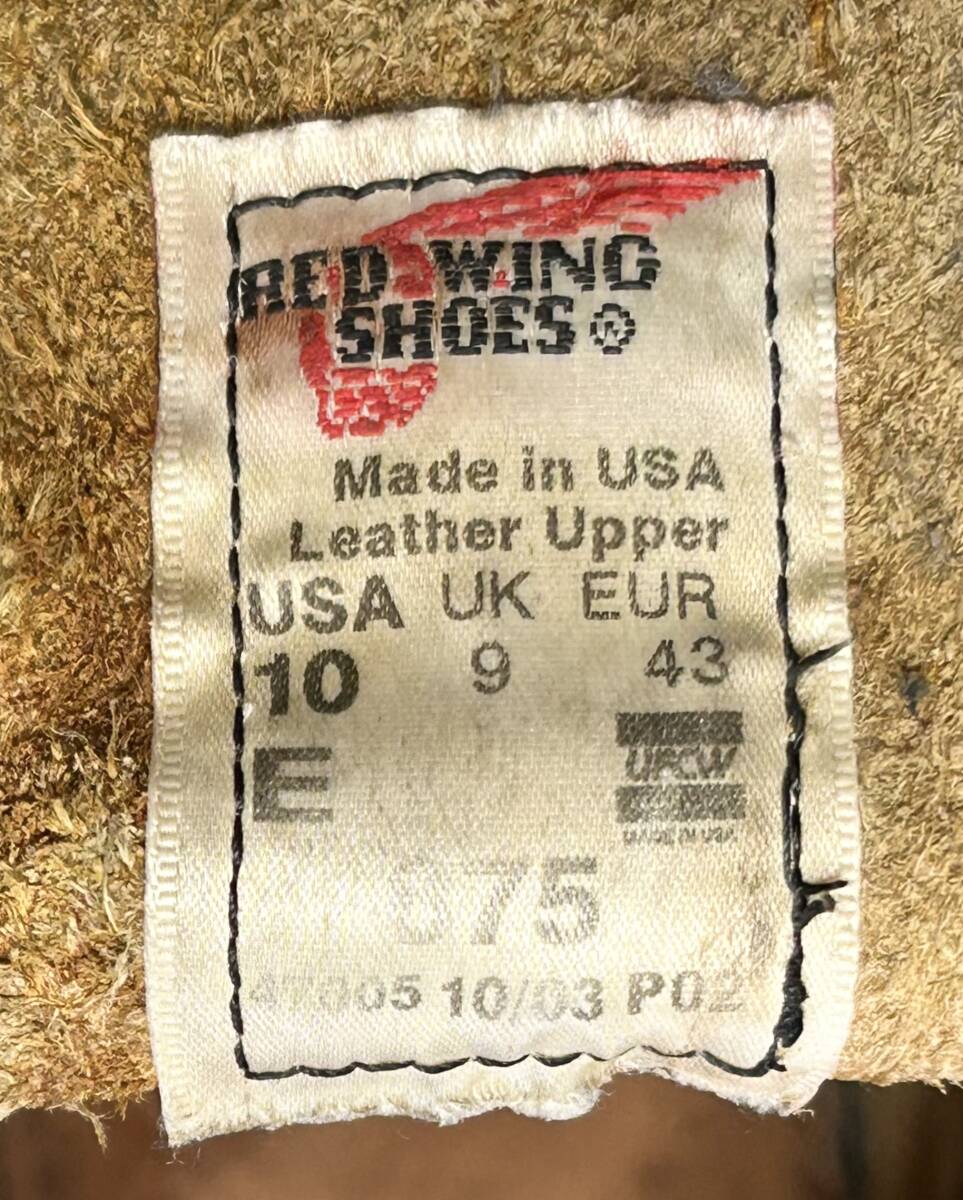 RED WING
SHOES®
Made in USA
Leather Upper
USA UK EUR
10 9 43
E
UFCW
MADE IN USA
10/03 P02